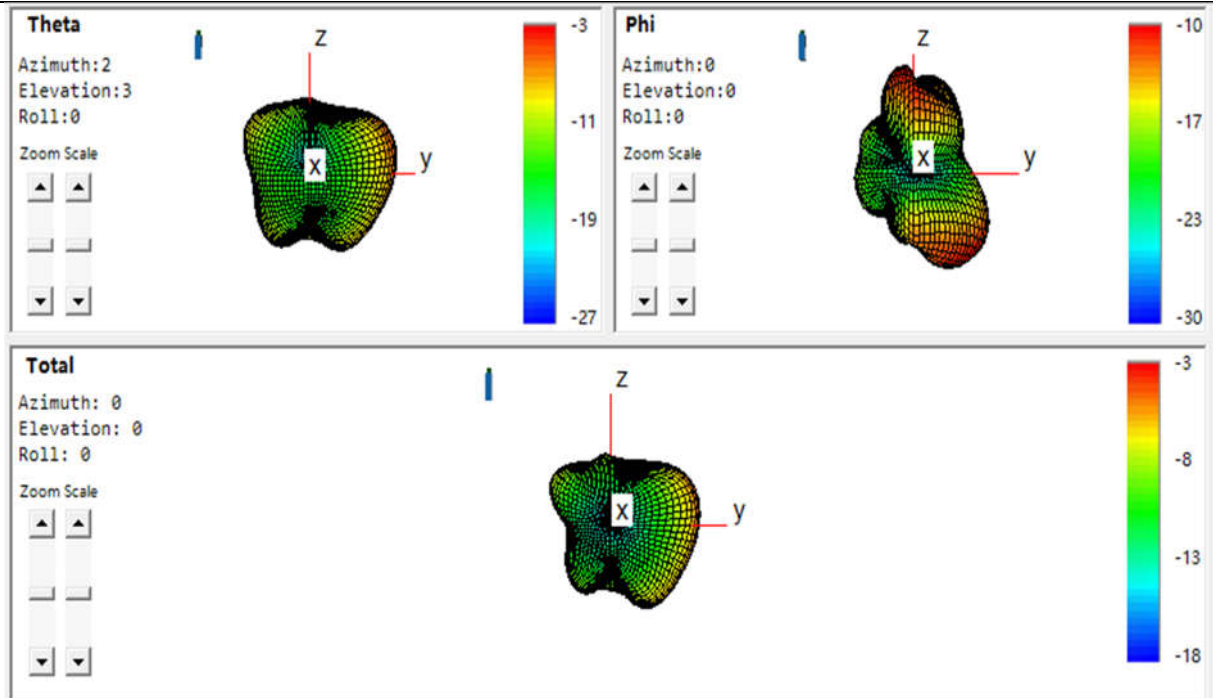 Theta
Azimuth:2
Elevation:3
Roll:0
Zoom Scale
z
y
x
-3
-11
-19
-27
Phi
Azimuth:0
Elevation:0
Roll:0
Zoom Scale
z
y
x
-10
-17
-23
-30
Total
Azimuth: 0
Elevation: 0
Roll: 0
Zoom Scale
z
y
x
-3
-8
-13
-18